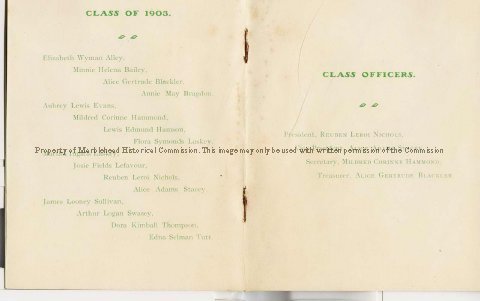 CLASS OF 1903.
Elizabeth Wyman Alley,
Minnie Helena Bailey,
Alice Gertrude Blackler,
Annie May Bragdon,
Aubrey Lewis Evans,
Mildred Corinne Hammond,
Lewis Edmund Hanson,
Flora Symonds Laskey,
Property of Marblehead Historical Commission. This image may only be used with written permission of the Commission
Josie Fields Lefavour,
Reuben Leroi Nichols,
Alice Adams Stacey,
James Looney Sullivan,
Arthur Logan Swasey,
Dora Kimball Thompson,
Edna Selman Tutt.
CLASS OFFICERS.
President, REUBEN LEROI NICHOLS,
Secretary, MILDRED CORINNE HAMMOND,
Treasurer, ALICE GERTRUDE BLACKLER